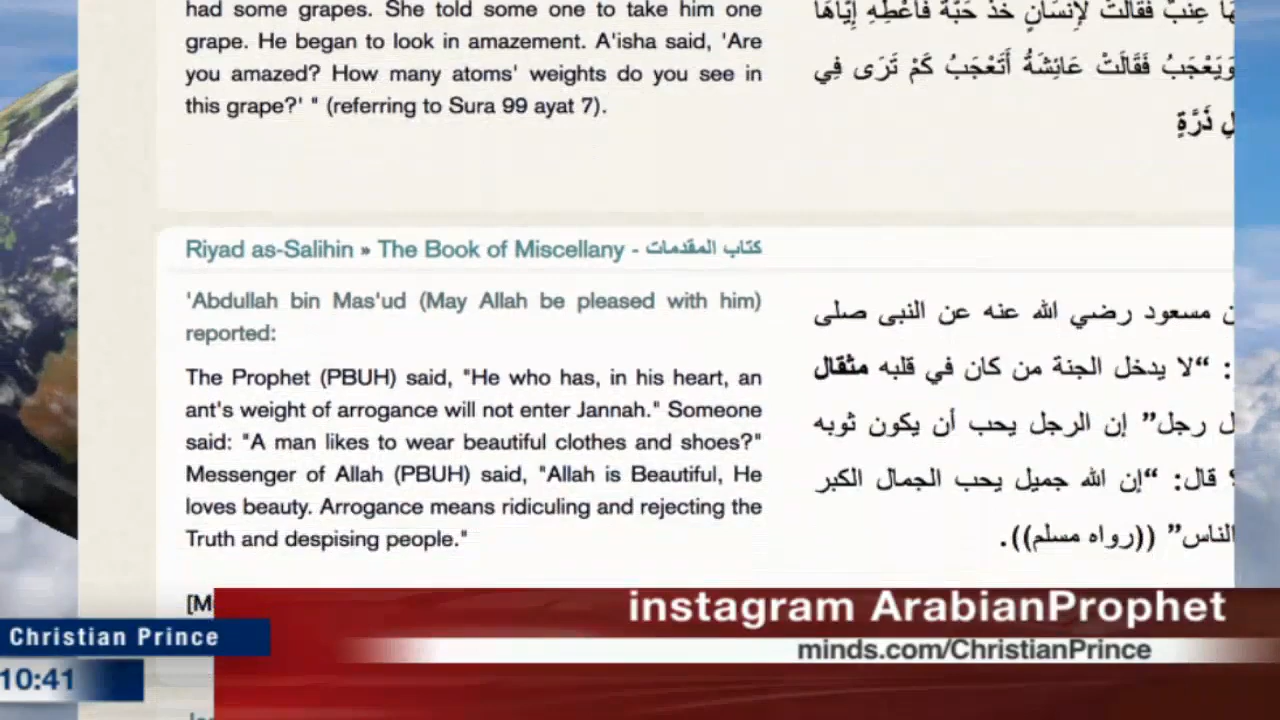 had some grapes. She told some one to take him one
grape. He began to look in amazement. A'isha said, 'Are
you amazed? How many atoms' weights do you see in
this grape?' " (referring to Sura 99 ayat 7).
عِنَبٌ فَقَالَتْ لِإِنْسَانٍ خُذْ حَبَّةً فَأَعْطِهِ إِيَّاهَا
وَيَعْجَبُ فَقَالَتْ عَائِشَةُ أَتَعْجَبُ كَمْ تَرَى فِي
ذَرَّةٍ
Riyad as-Salihin » The Book of Miscellany - كتاب المقدمات
'Abdullah bin Mas'ud (May Allah be pleased with him)
reported:
The Prophet (PBUH) said, "He who has, in his heart, an
ant's weight of arrogance will not enter Jannah." Someone
said: "A man likes to wear beautiful clothes and shoes?"
Messenger of Allah (PBUH) said, "Allah is Beautiful, He
loves beauty. Arrogance means ridiculing and rejecting the
Truth and despising people."
[M
مسعود رضي الله عنه عن النبى صلى
: “لا يدخل الجنة من كان في قلبه مثقال
رجل” إن الرجل يحب أن يكون ثوبه
قال: “إن الله جميل يحب الجمال الكبر
الناس” ((رواه مسلم)).
instagram ArabianProphet
minds.com/ChristianPrince
Christian Prince
10:41